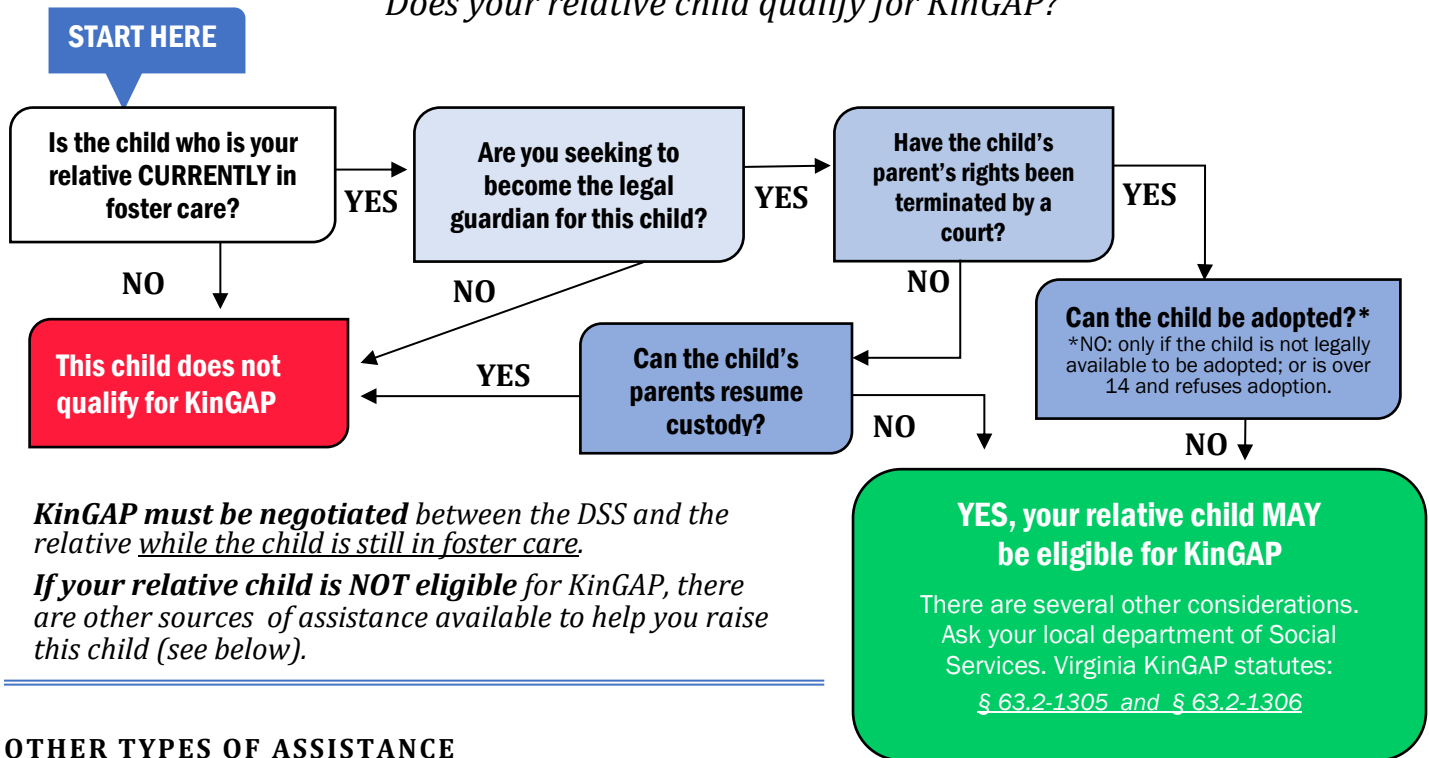 Does your relative child qualify for KinGAP?
START HERE
Is the child who is your
relative CURRENTLY in
foster care?
YES
Are you seeking to
become the legal
guardian for this child?
YES
Have the child's
parent's rights been
terminated by a
court?
YES
NO
NO
NO
This child does not
qualify for KinGAP
YES
Can the child's
parents resume
custody?
NO
Can the child be adopted?*
*NO: only if the child is not legally
available to be adopted; or is over
14 and refuses adoption.
NO
KinGAP must be negotiated between the DSS and the
relative while the child is still in foster care.
If your relative child is NOT eligible for KinGAP, there
are other sources of assistance available to help you raise
this child (see below).
YES, your relative child MAY
be eligible for KinGAP
There are several other considerations.
Ask your local department of Social
Services. Virginia KinGAP statutes:
§ 63.2-1305 and § 63.2-1306
OTHER TYPES OF ASSISTANCE